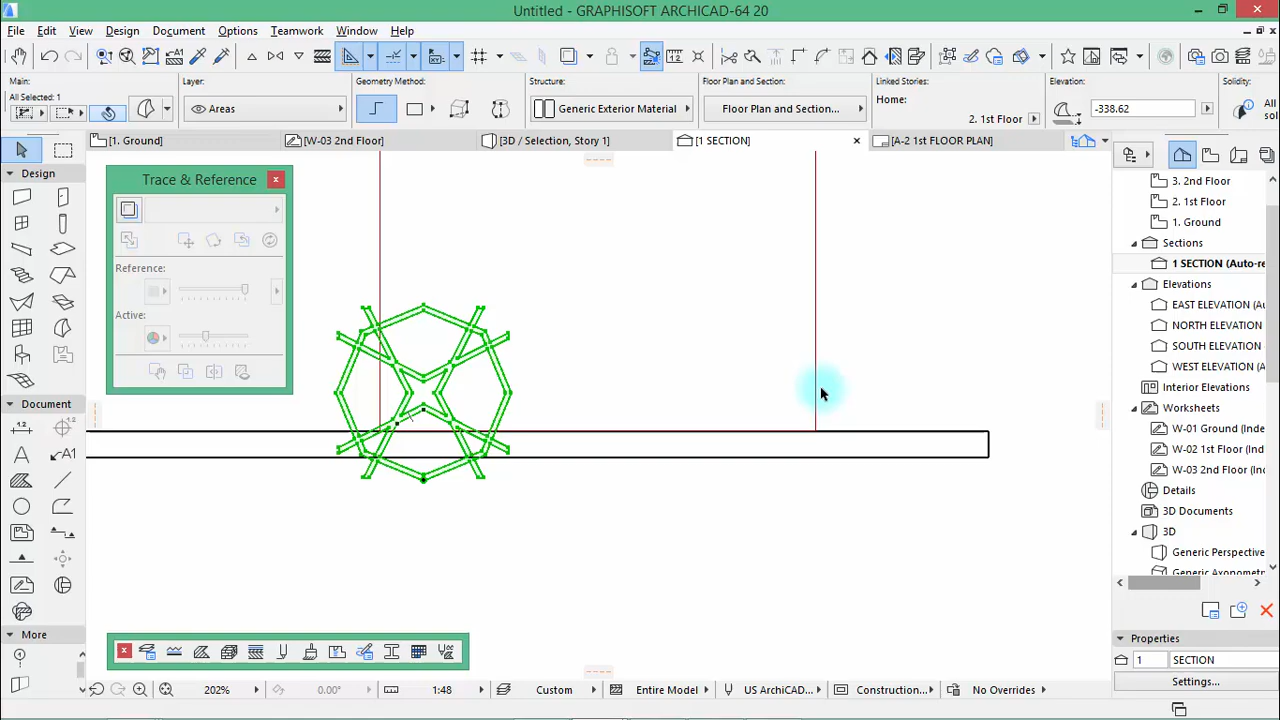 Untitled - GRAPHISOFT ARCHICAD-64 20
File Edit View Design Document Options Teamwork Window Help
Main:
All Selected: 1
Layer:
Areas
Geometry Method:
Structure:
Generic Exterior Material
Floor Plan and Section:
Floor Plan and Section...
Linked Stories:
Home:
2. 1st Floor
Elevation:
-338.62
Solidity:
All
so
[1. Ground]
[W-03 2nd Floor]
[3D / Selection, Story 1]
[1 SECTION]
[A-2 1st FLOOR PLAN]
Design
Document
More
Trace & Reference
Reference:
Active:
3. 2nd Floor
2. 1st Floor
1. Ground
Sections
1 SECTION (Auto-re
Elevations
EAST ELEVATION (Au
NORTH ELEVATION
SOUTH ELEVATION
WEST ELEVATION (A
Interior Elevations
Worksheets
W-01 Ground (Inde
W-02 1st Floor (Ind
W-03 2nd Floor (Ind
Details
3D Documents
3D
Generic Perspective
Generic Axonometr
Properties
1 SECTION
Settings...
202% 0.00° 1:48 Custom Entire Model US ArchiCAD... Construction... No Overrides